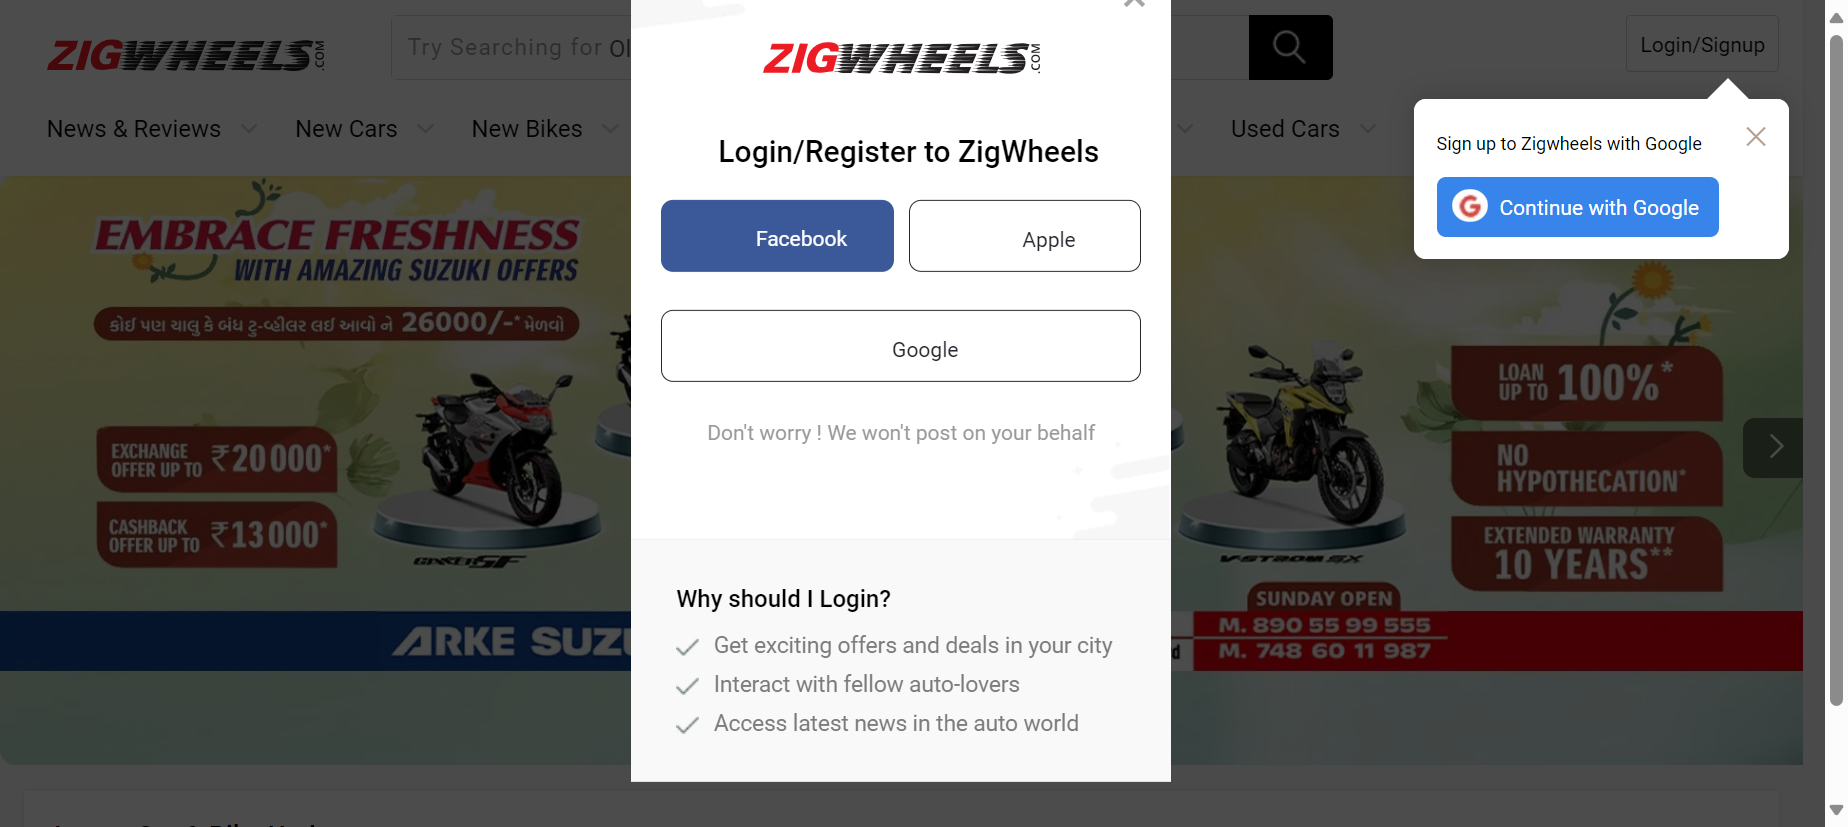 ZIGWHEELS.COM
Try Searching for
Login/Signup
News & Reviews
New Cars
New Bikes
Used Cars
ZIGWHEELS.COM
Login/Register to ZigWheels
Facebook
Apple
Google
Don't worry ! We won't post on your behalf
Why should I Login?
Get exciting offers and deals in your city
Interact with fellow auto-lovers
Access latest news in the auto world
Sign up to Zigwheels with Google
Continue with Google
EMBRACE FRESHNESS
WITH AMAZING SUZUKI OFFERS
કોઈ પણ ચાલુ કે બંધ ટુ-વ્હીલર લઈ આવો ને 26000/-* મેળવો
EXCHANGE
OFFER UP TO ₹20000*
CASHBACK
OFFER UP TO ₹13000*
GIXXER SF
LOAN
UP TO 100%*
NO
HYPOTHECATION*
EXTENDED WARRANTY
10 YEARS**
V-STROM SX
SUNDAY OPEN
ARKE SUZU
M. 890 55 99 555
M. 748 60 11 987